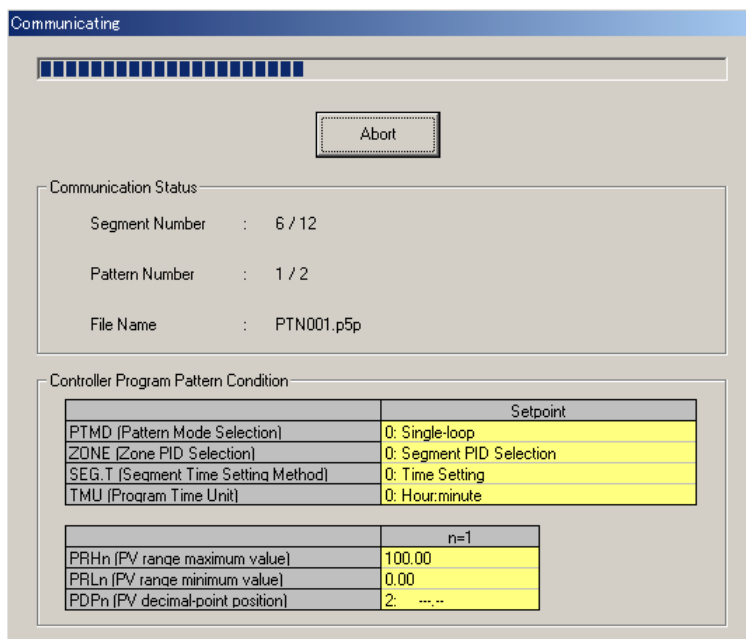 Communicating
Abort
Communication Status
Segment Number : 6 / 12
Pattern Number : 1 / 2
File Name : PTN001.p5p
Controller Program Pattern Condition
Setpoint
PTMD (Pattern Mode Selection) 0: Single-loop
ZONE (Zone PID Selection) 0: Segment PID Selection
SEG.T (Segment Time Setting Method) 0: Time Setting
TMU (Program Time Unit) 0: Hour:minute
n=1
PRHn (PV range maximum value) 100.00
PRLn (PV range minimum value) 0.00
PDPn (PV decimal-point position) 2: ---.--